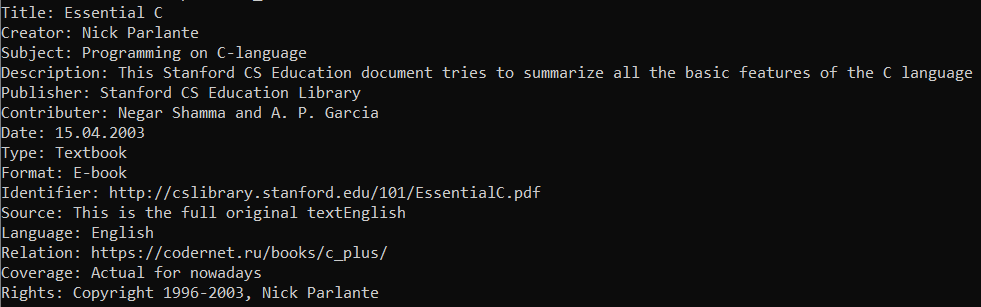 Title: Essential C
Creator: Nick Parlante
Subject: Programming on C-language
Description: This Stanford CS Education document tries to summarize all the basic features of the C language
Publisher: Stanford CS Education Library
Contributer: Negar Shamma and A. P. Garcia
Date: 15.04.2003
Type: Textbook
Format: E-book
Identifier: http://cslibrary.stanford.edu/101/EssentialC.pdf
Source: This is the full original textEnglish
Language: English
Relation: https://codernet.ru/books/c_plus/
Coverage: Actual for nowadays
Rights: Copyright 1996-2003, Nick Parlante